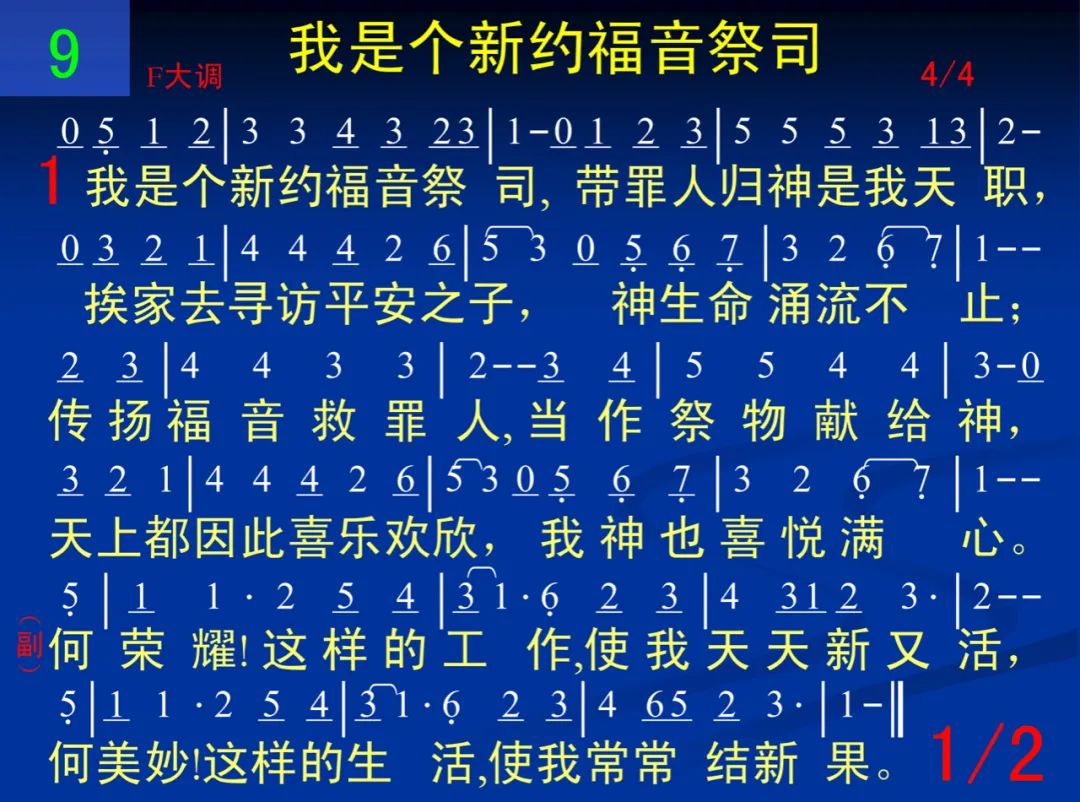 9
我是个新约福音祭司
F大调
4/4
0 5 1 2|3 3 4 3 23|1-0 1 2 3|5 5 5 3 13|2-
1 我是个新约福音祭 司, 带罪人归神是我天 职，
0 3 2 1|4 4 4 2 6|5 3 0 5 6 7|3 2 6 7|1--
挨家去寻访平安之子， 神生命 涌流不 止；
2 3|4 4 3 3|2--3 4|5 5 4 4|3-0
传扬福音救罪人,当作祭物献给神，
3 2 1|4 4 4 2 6|5 3 0 5 6 7|3 2 6 7|1--
天上都因此喜乐欢欣，我神也喜悦满 心。
5|1 1·2 5 4|3 1·6 2 3|4 31 2 3·|2--
（副） 何荣耀!这样的工 作,使我天天新又活，
5|1 1·2 5 4|3 1·6 2 3|4 65 2 3·|1-‖
何美妙!这样的生 活,使我常常 结新 果。
1/2